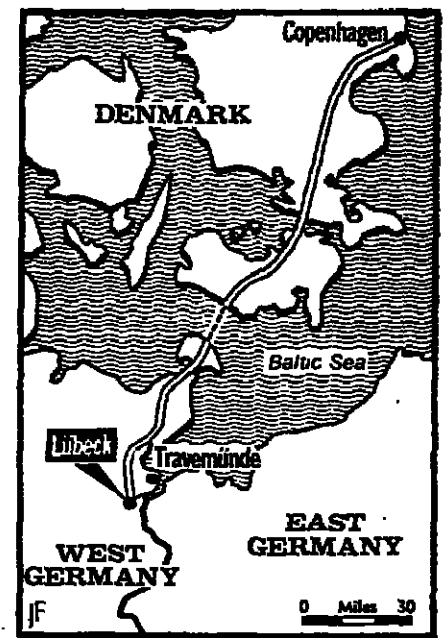 Copenhagen
DENMARK
Baltic Sea
Lübeck
Travemünde
WEST
GERMANY
EAST
GERMANY
JF
0 Miles 30